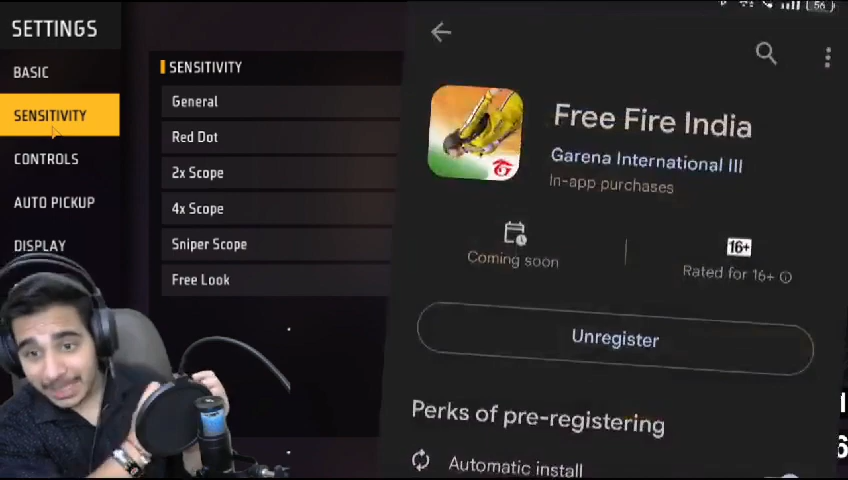 SETTINGS
BASIC
SENSITIVITY
CONTROLS
AUTO PICKUP
DISPLAY
SENSITIVITY
General
Red Dot
2x Scope
4x Scope
Sniper Scope
Free Look
56
Free Fire India
Garena International III
In-app purchases
Coming soon
16+
Rated for 16+
Unregister
Perks of pre-registering
Automatic install